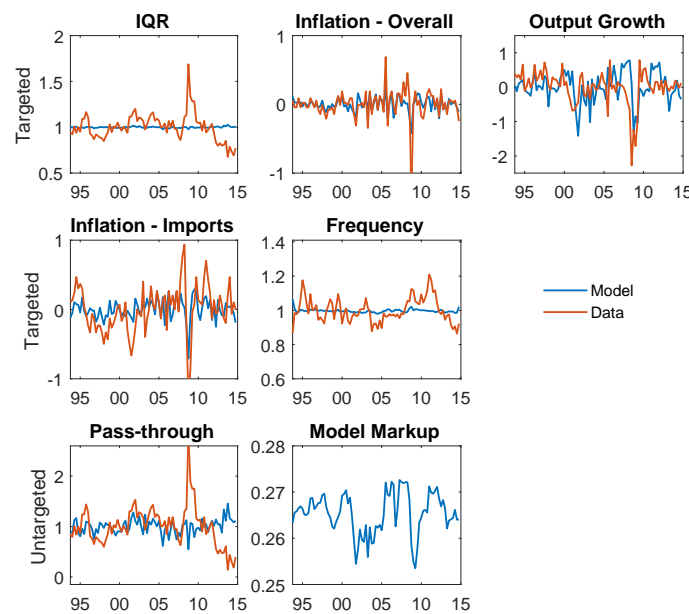 IQR
Inflation - Overall
Output Growth
Targeted
2
1.5
1
0.5
95 00 05 10 15
1
0
-1
95 00 05 10 15
1
0
-1
-2
95 00 05 10 15
Inflation - Imports
Frequency
Targeted
1
0
-1
95 00 05 10 15
1.4
1.2
1.0
0.8
0.6
95 00 05 10 15
Model
Data
Pass-through
Model Markup
Untargeted
2
1
0
95 00 05 10 15
0.28
0.27
0.26
0.25
95 00 05 10 15